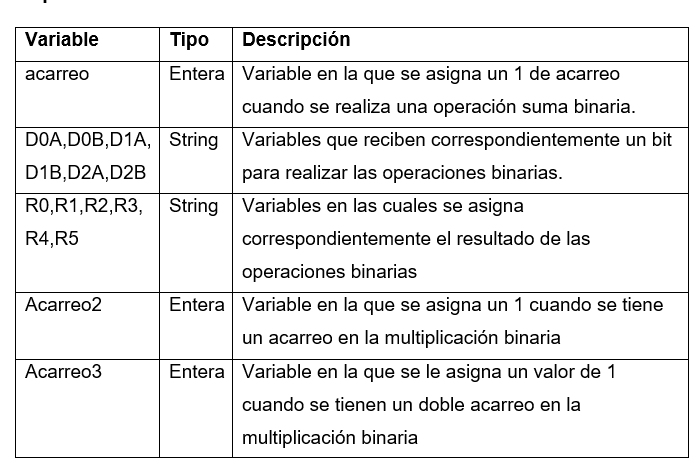 Variable Tipo Descripción
acarreo Entera Variable en la que se asigna un 1 de acarreo
cuando se realiza una operación suma binaria.
D0A,D0B,D1A, String Variables que reciben correspondientemente un bit
D1B,D2A,D2B para realizar las operaciones binarias.
R0,R1,R2,R3, String Variables en las cuales se asigna
R4,R5 correspondientemente el resultado de las
operaciones binarias
Acarreo2 Entera Variable en la que se asigna un 1 cuando se tiene
un acarreo en la multiplicación binaria
Acarreo3 Entera Variable en la que se le asigna un valor de 1
cuando se tienen un doble acarreo en la
multiplicación binaria